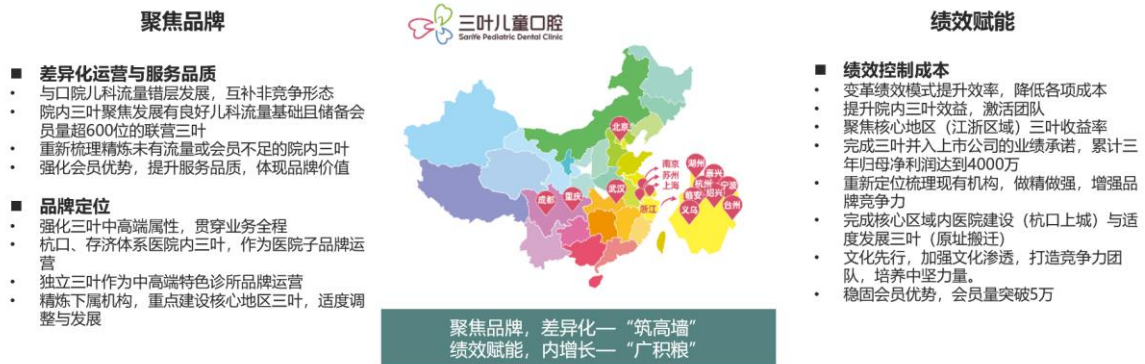 聚焦品牌
■ 差异化运营与服务品质
• 与口院儿科流量错层发展，互补非竞争形态
• 院内三叶聚焦发展有良好儿科流量基础且储备会
员量超600位的联营三叶
• 重新梳理精炼未有流量或会员不足的院内三叶
• 强化会员优势，提升服务品质，体现品牌价值
■ 品牌定位
• 强化三叶中高端属性，贯穿业务全程
• 杭口、存济体系医院内三叶，作为医院子品牌运
营
• 独立三叶作为中高端特色诊所品牌运营
• 精炼下属机构，重点建设核心地区三叶，适度调
整与发展
三叶儿童口腔
SanYe Pediatric Dental Clinic
北京
南京
苏州
上海
武汉
成都
重庆
浙江
湖州
嘉兴
杭州
宁波
临安
绍兴
义乌
台州
聚焦品牌，差异化—“筑高墙”
绩效赋能，内增长—“广积粮”
绩效赋能
■ 绩效控制成本
• 变革绩效模式提升效率，降低各项成本
• 提升院内三叶效益，激活团队
• 聚焦核心地区（江浙区域）三叶收益率
• 完成三叶并入上市公司的业绩承诺，累计三
年归母净利润达到4000万
• 重新定位梳理现有机构，做精做强，增强品
牌竞争力
• 完成核心区域内医院建设（杭口上城）与适
度发展三叶（原址搬迁）
• 文化先行，加强文化渗透，打造竞争力团
队，培养中坚力量。
• 稳固会员优势，会员量突破5万